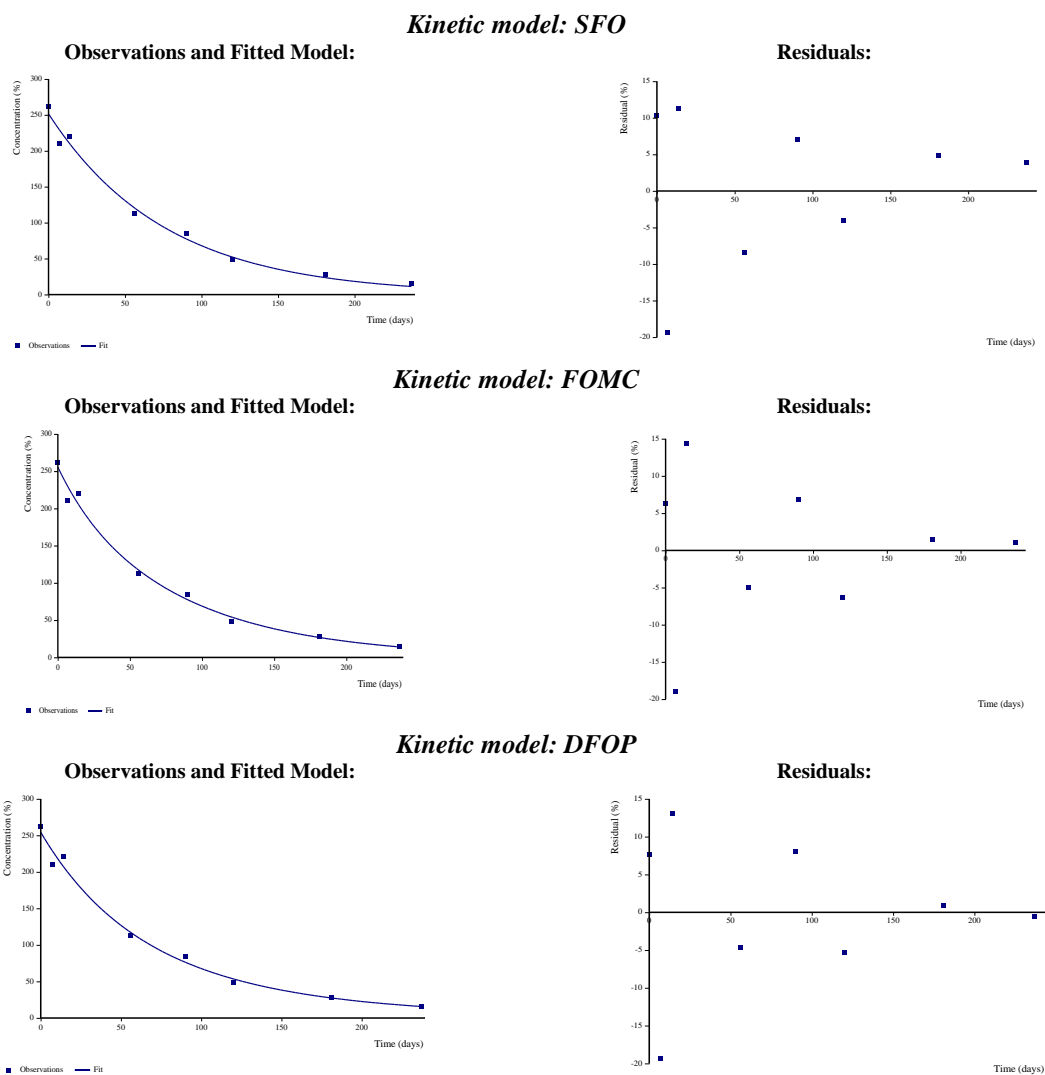 Kinetic model: SFO
Observations and Fitted Model:
Residuals:
Concentration (%)
300
250
200
150
100
50
0
0 50 100 150 200
Time (days)
Observations Fit
Residual (%)
15
10
5
0
-5
-10
-15
-20
0 50 100 150 200
Time (days)
Kinetic model: FOMC
Observations and Fitted Model:
Residuals:
Concentration (%)
300
250
200
150
100
50
0
0 50 100 150 200
Time (days)
Observations Fit
Residual (%)
15
10
5
0
-5
-10
-15
-20
0 50 100 150 200
Time (days)
Kinetic model: DFOP
Observations and Fitted Model:
Residuals:
Concentration (%)
300
250
200
150
100
50
0
0 50 100 150 200
Time (days)
Observations Fit
Residual (%)
15
10
5
0
-5
-10
-15
-20
0 50 100 150 200
Time (days)